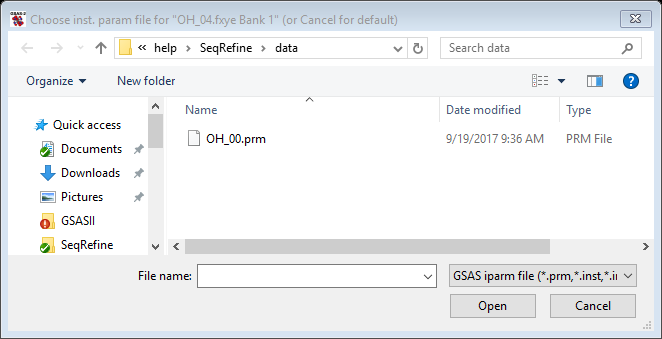 Choose inst. param file for "OH_04.fxye Bank 1" (or Cancel for default)
« help › SeqRefine › data
Search data
Organize
New folder
?
Name
Date modified
Type
Quick access
Documents
Downloads
Pictures
GSASII
SeqRefine
OH_00.prm
9/19/2017 9:36 AM
PRM File
File name:
GSAS iparm file (*.prm,*.inst,*.i
Open
Cancel